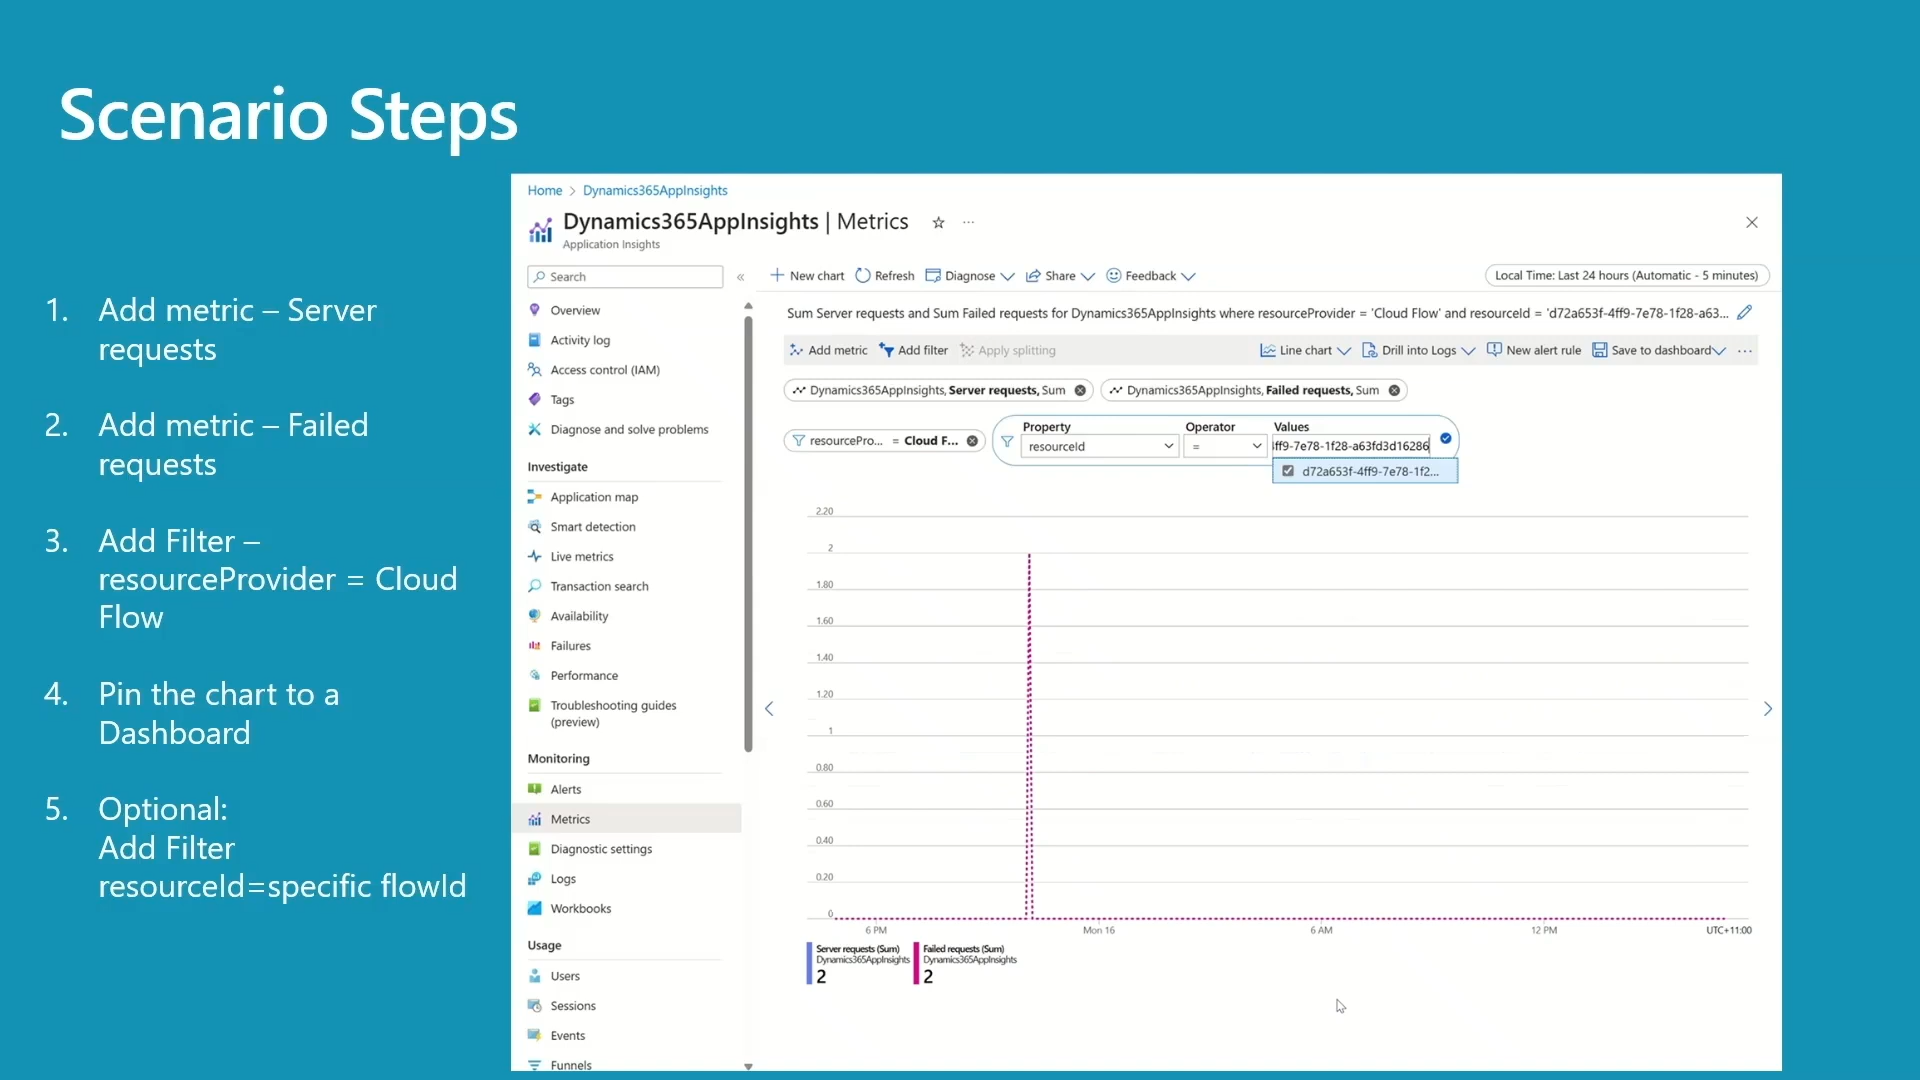 Scenario Steps
1. Add metric – Server
requests
2. Add metric – Failed
requests
3. Add Filter –
resourceProvider = Cloud
Flow
4. Pin the chart to a
Dashboard
5. Optional:
Add Filter
resourceId=specific flowId
Home > Dynamics365AppInsights
Dynamics365AppInsights | Metrics
Application Insights
Search
Overview
Activity log
Access control (IAM)
Tags
Diagnose and solve problems
Investigate
Application map
Smart detection
Live metrics
Transaction search
Availability
Failures
Performance
Troubleshooting guides
(preview)
Monitoring
Alerts
Metrics
Diagnostic settings
Logs
Workbooks
Usage
Users
Sessions
Events
Funnels
New chart Refresh Diagnose Share Feedback
Local Time: Last 24 hours (Automatic - 5 minutes)
Sum Server requests and Sum Failed requests for Dynamics365AppInsights where resourceProvider = 'Cloud Flow' and resourceId = 'd72a653f-4ff9-7e78-1f28-a63...
Add metric Add filter Apply splitting Line chart Drill into Logs New alert rule Save to dashboard ...
Dynamics365AppInsights, Server requests, Sum
Dynamics365AppInsights, Failed requests, Sum
resourcePro... = Cloud F...
Property Operator Values
resourceId = ff9-7e78-1f28-a63fd3d16286
d72a653f-4ff9-7e78-1f2...
2.20
2
1.80
1.60
1.40
1.20
1
0.80
0.60
0.40
0.20
0
6 PM Mon 16 6 AM 12 PM UTC+11:00
Server requests (Sum)
Dynamics365AppInsights
2
Failed requests (Sum)
Dynamics365AppInsights
2